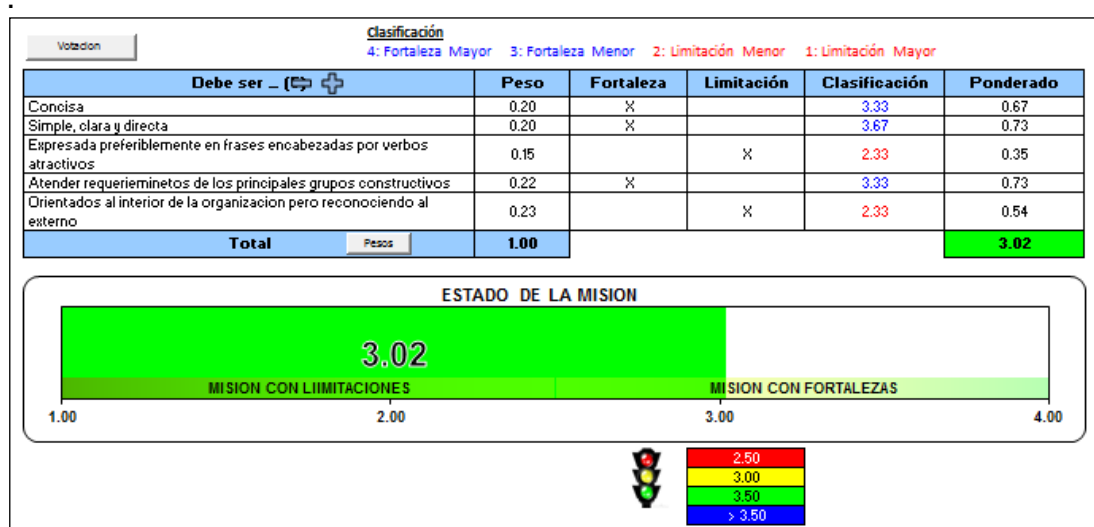 .
Votacion
Clasificación
4: Fortaleza Mayor 3: Fortaleza Menor 2: Limitación Menor 1: Limitación Mayor
Debe ser _ ( Peso Fortaleza Limitación Clasificación Ponderado
Concisa 0.20 X 3.33 0.67
Simple, clara y directa 0.20 X 3.67 0.73
Expresada preferiblemente en frases encabezadas por verbos
atractivos 0.15 X 2.33 0.35
Atender requerieminetos de los principales grupos constructivos 0.22 X 3.33 0.73
Orientados al interior de la organizacion pero reconociendo al
externo 0.23 X 2.33 0.54
Total Pesos 1.00 3.02
ESTADO DE LA MISION
3.02
MISION CON LIIMITACIONES MISION CON FORTALEZAS
1.00 2.00 3.00 4.00
2.50
3.00
3.50
> 3.50